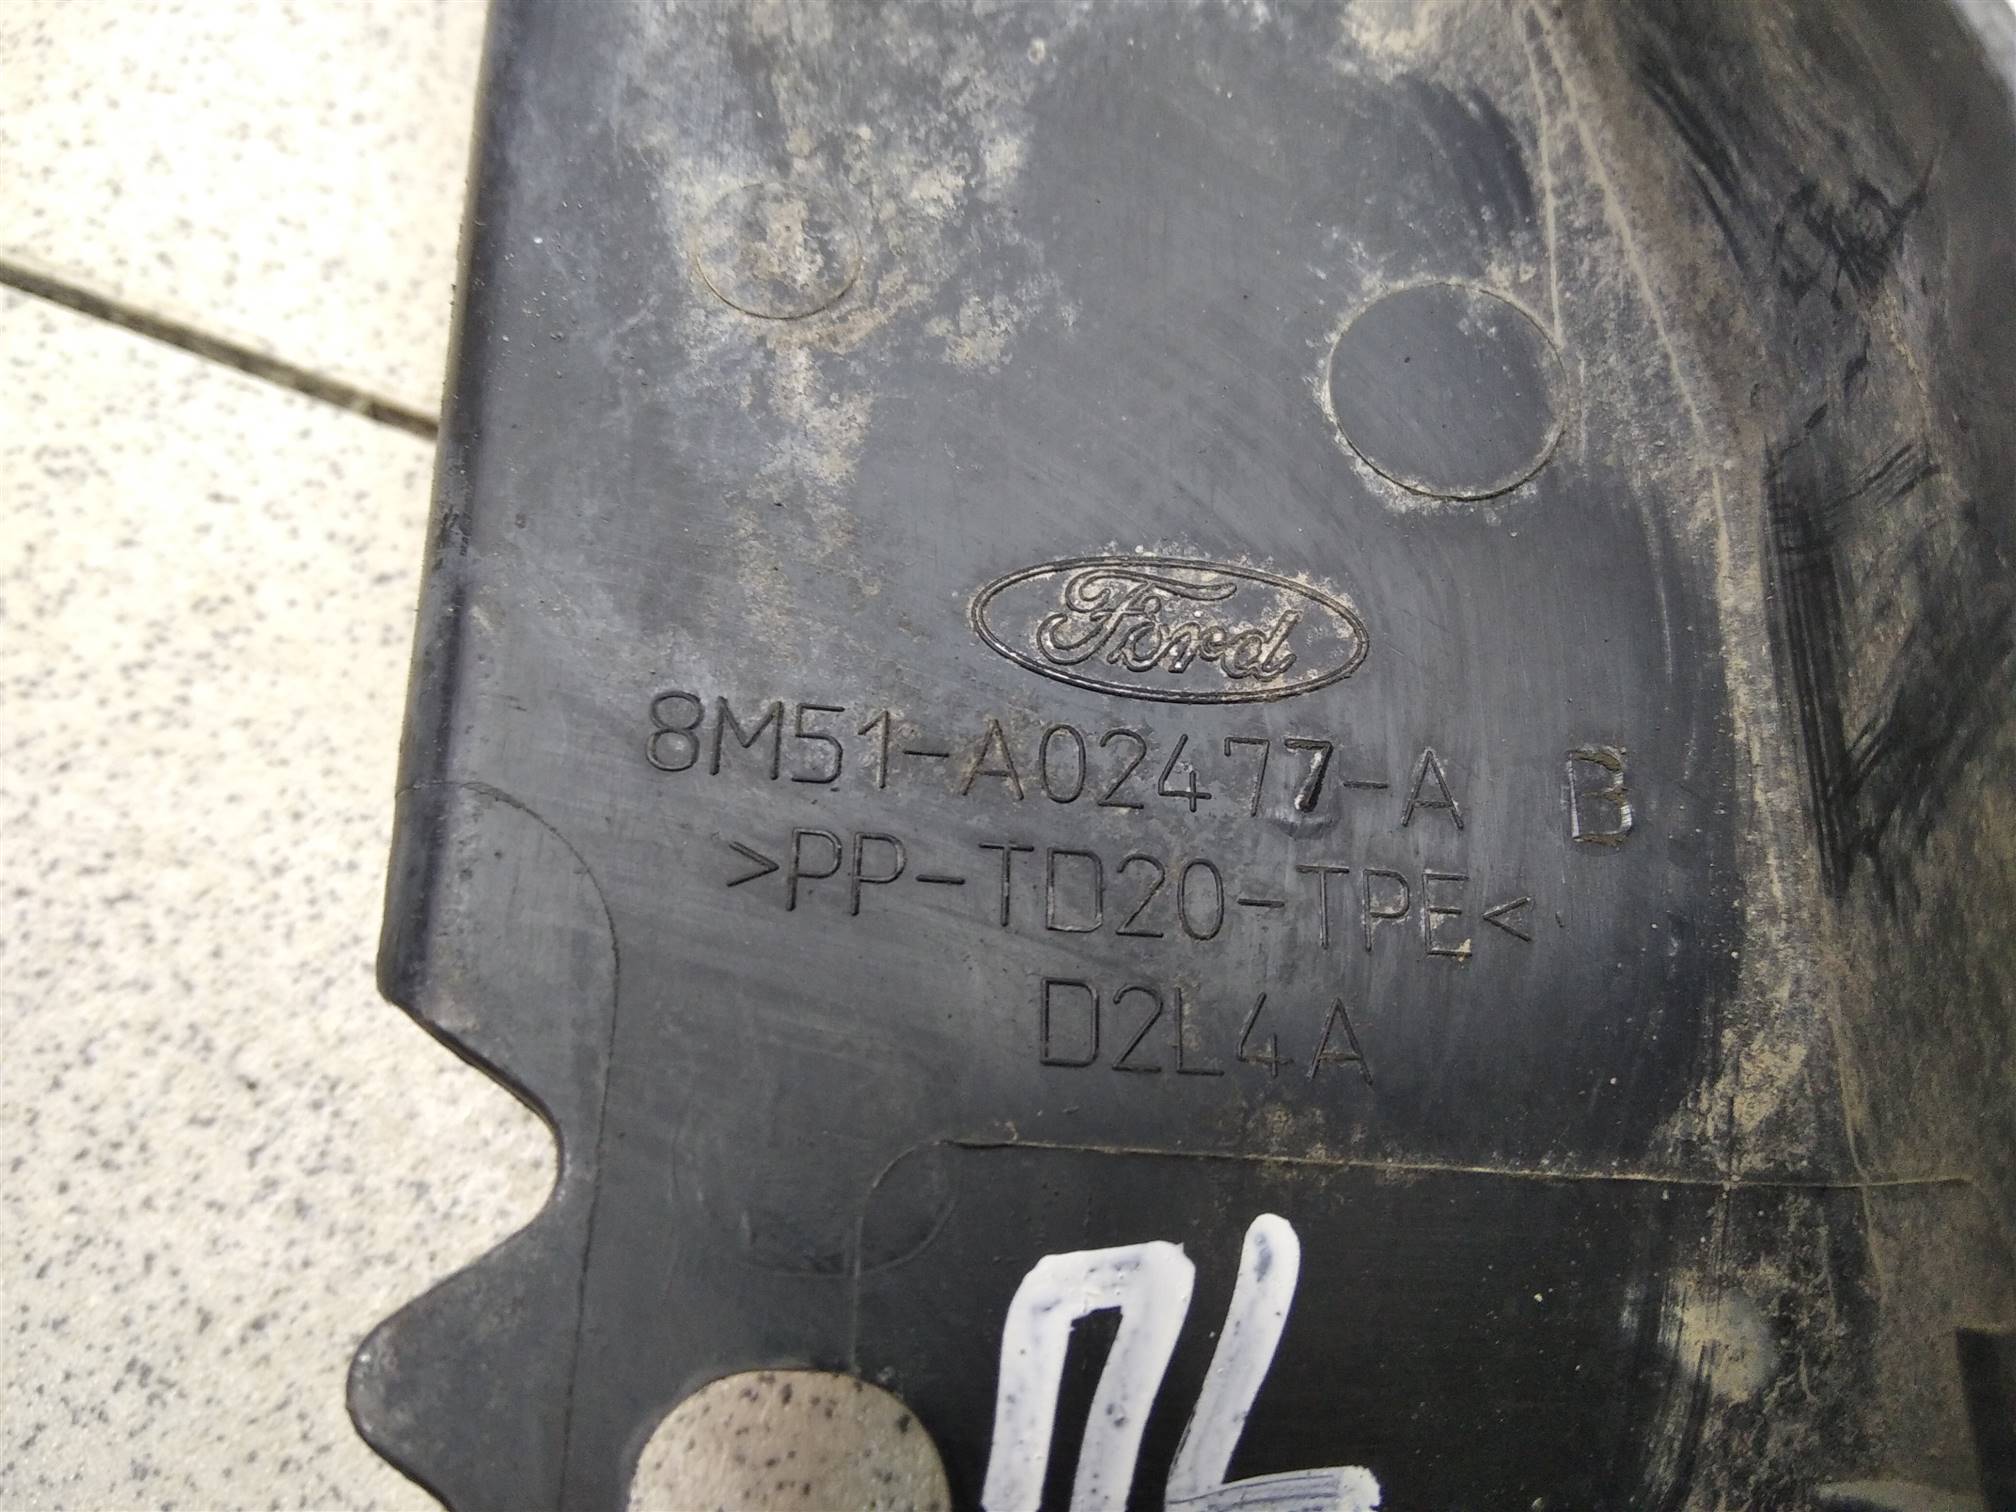 Ford
8M51-A02477-A B
>PP-TD20-TPE<
D2L4A